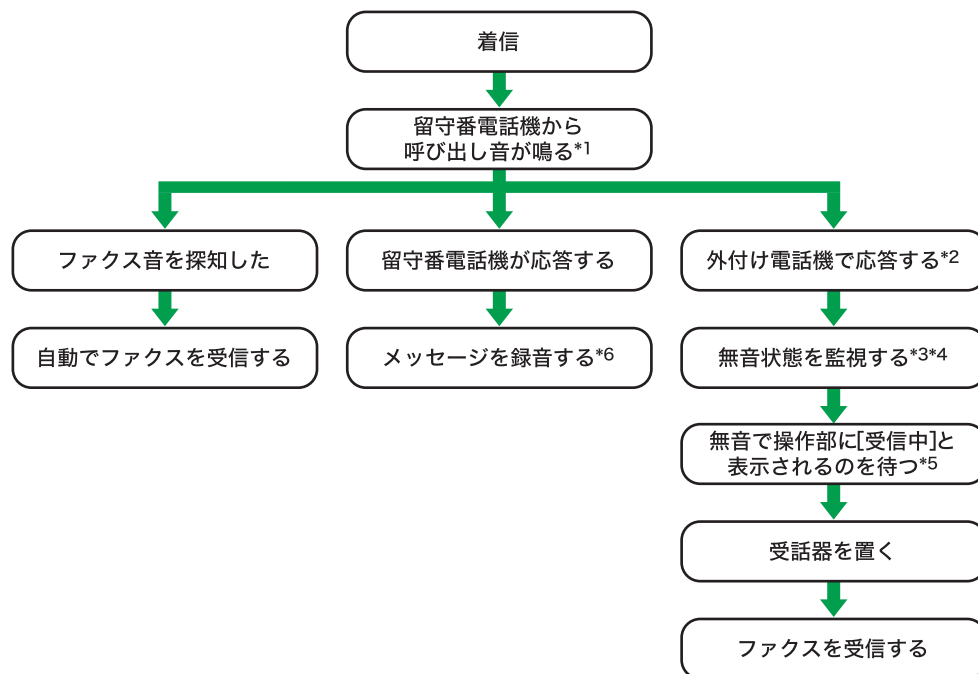 着信
留守番電話機から
呼び出し音が鳴る*1
ファクス音を探知した
留守番電話機が応答する
外付け電話機で応答する*2
自動でファクスを受信する
メッセージを録音する*6
無音状態を監視する*3*4
無音で操作部に[受信中]と
表示されるのを待つ*5
受話器を置く
ファクスを受信する